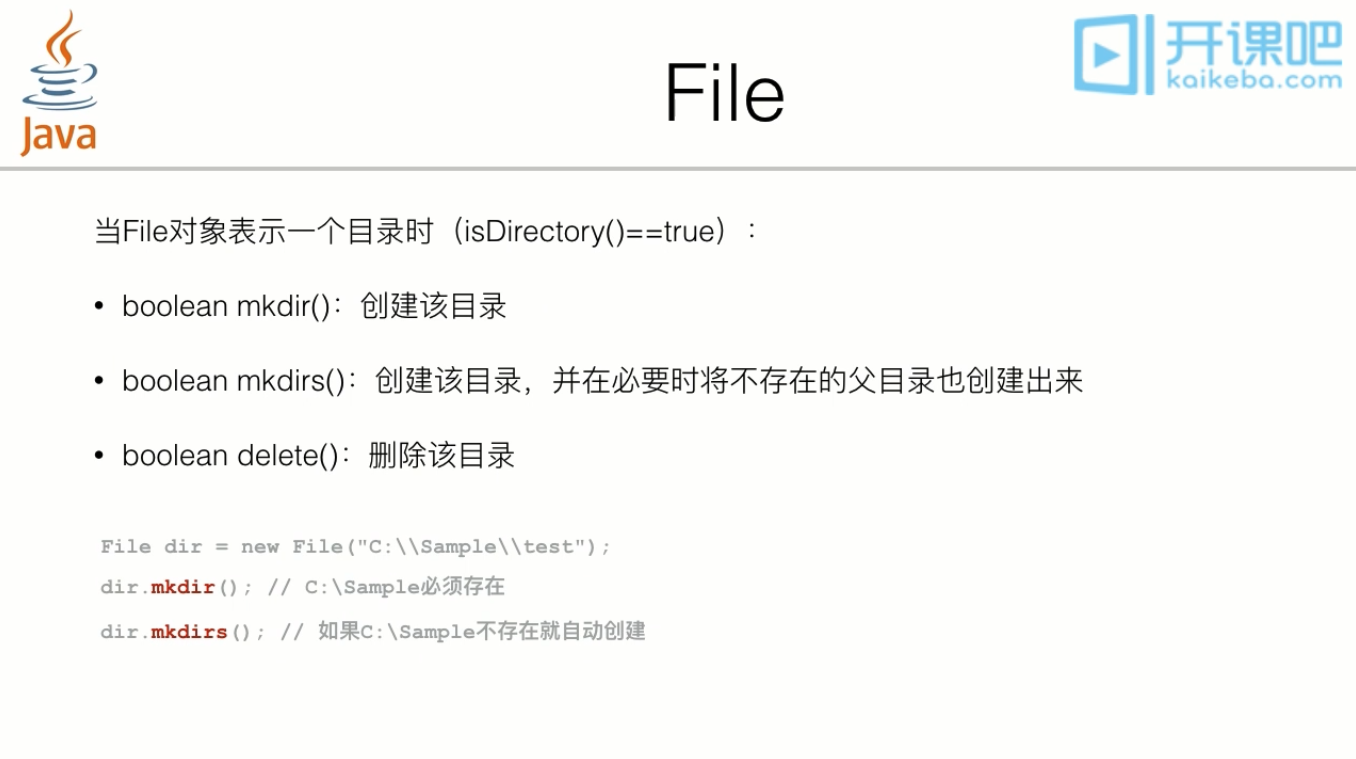 Java
File
开课吧
kaikeba.com
当File对象表示一个目录时（isDirectory()==true）：
• boolean mkdir()：创建该目录
• boolean mkdirs()：创建该目录，并在必要时将不存在的父目录也创建出来
• boolean delete()：删除该目录
File dir = new File("C:\\Sample\\test");
dir.mkdir(); // C:\Sample必须存在
dir.mkdirs(); // 如果C:\Sample不存在就自动创建